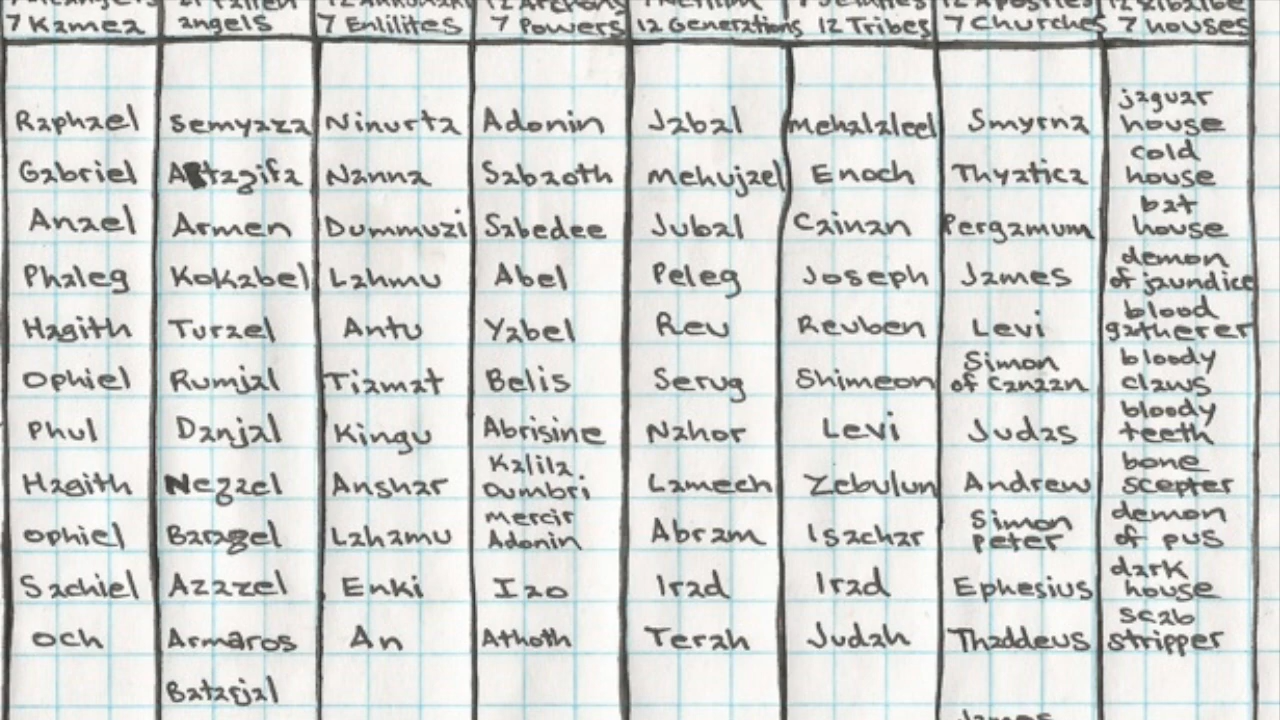 7 Kamea angels 7 Enlilites 7 Powers 12 Generations 12 Tribes 7 Churches 7 houses
Raphael Semyaza Ninurta Adonin Jabal Mehalaleel Smyrna jaguar house
Gabriel Artagifa Nanna Sabaoth Mehujael Enoch Thyatica cold house
Anael Armen Dummuzi Sabedee Jubal Cainan Pergamum bat house
Phaleg Kokabel Lahmu Abel Peleg Joseph James demon of jaundice
Hagith Turael Antu Yabel Reu Reuben Levi blood gatherer
Ophiel Rumjal Tiamat Belis Serug Shimeon Simon of Canaan bloody claws
Phul Danjal Kingu Abrisine Nahor Levi Judas bloody teeth
Hagith Neqael Anshar Kalila Oumbri Lamech Zebulun Andrew bone scepter
Ophiel Baraqel Lahamu Mercir Adonin Abram Isachar Simon Peter demon of pus
Sachiel Azazel Enki Iao Irad Irad Ephesius dark house
Och Armaros An Athoth Terah Judah Thaddeus scab stripper
Batarjal
James